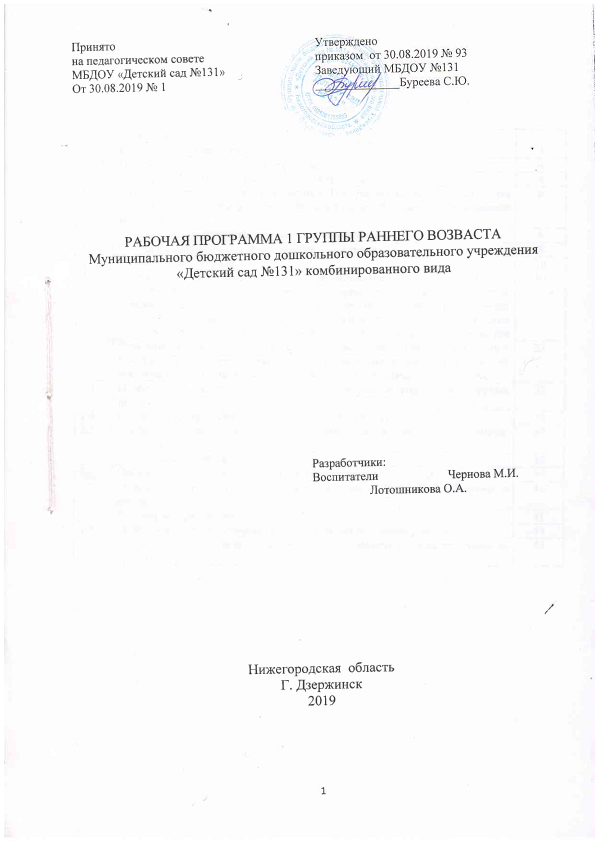 Принято
на педагогическом совете
МБДОУ «Детский сад №131»
От 30.08.2019 № 1
Утверждено
приказом от 30.08.2019 № 93
Заведующий МБДОУ №131
______________Буреева С.Ю.
РАБОЧАЯ ПРОГРАММА 1 ГРУППЫ РАННЕГО ВОЗВАСТА
Муниципального бюджетного дошкольного образовательного учреждения
«Детский сад №131» комбинированного вида
Разработчики:
Воспитатели Чернова М.И.
Лотошникова О.А.
Нижегородская область
Г. Дзержинск
2019
1